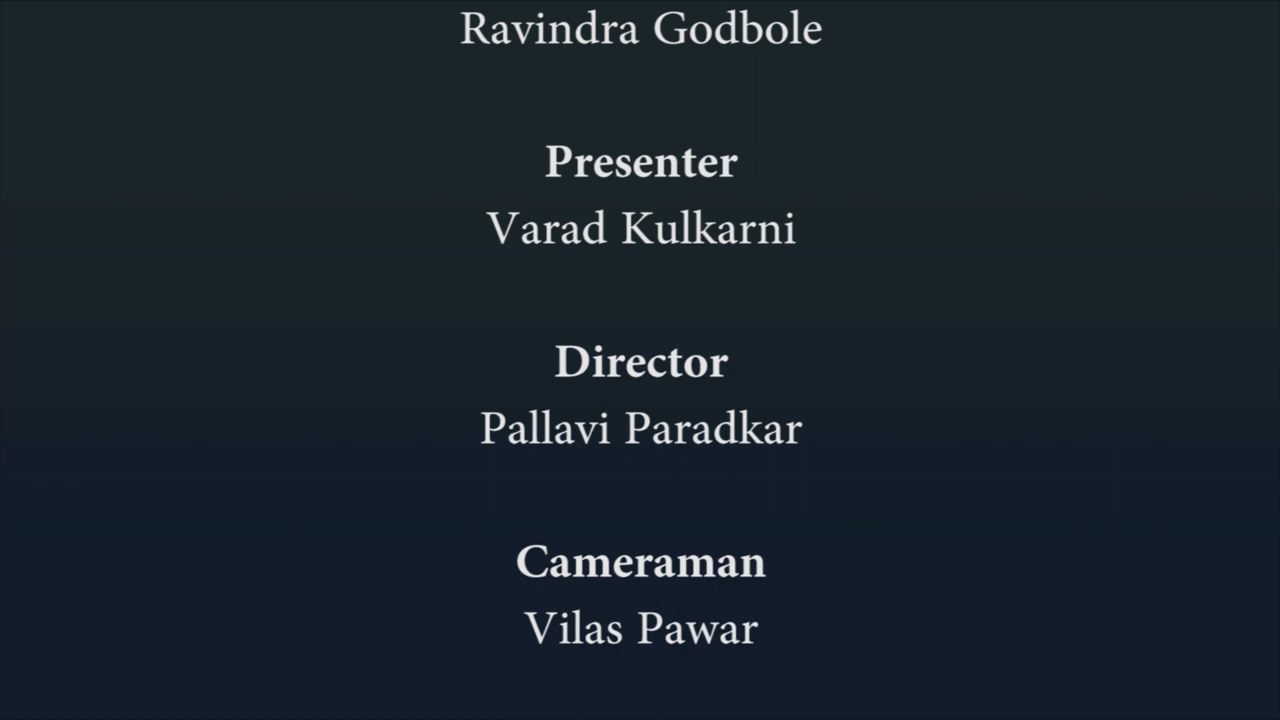 Ravindra Godbole
Presenter
Varad Kulkarni
Director
Pallavi Paradkar
Cameraman
Vilas Pawar